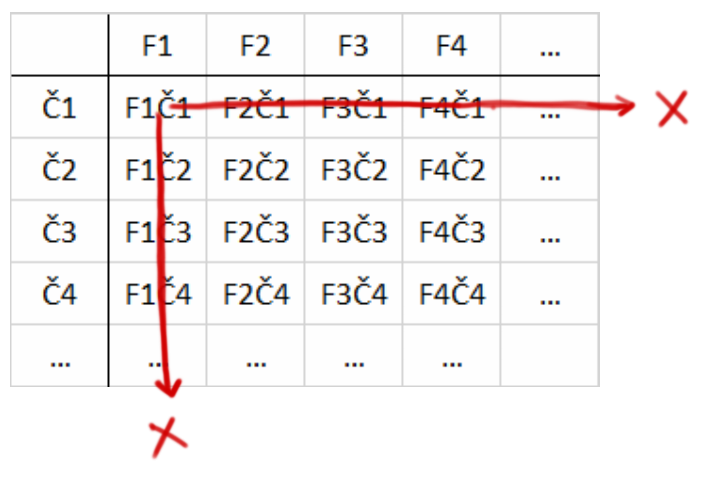 F1 F2 F3 F4 ...
Č1 F1Č1 F2Č1 F3Č1 F4Č1 ...
Č2 F1Č2 F2Č2 F3Č2 F4Č2 ...
Č3 F1Č3 F2Č3 F3Č3 F4Č3 ...
Č4 F1Č4 F2Č4 F3Č4 F4Č4 ...
... ... ... ... ...